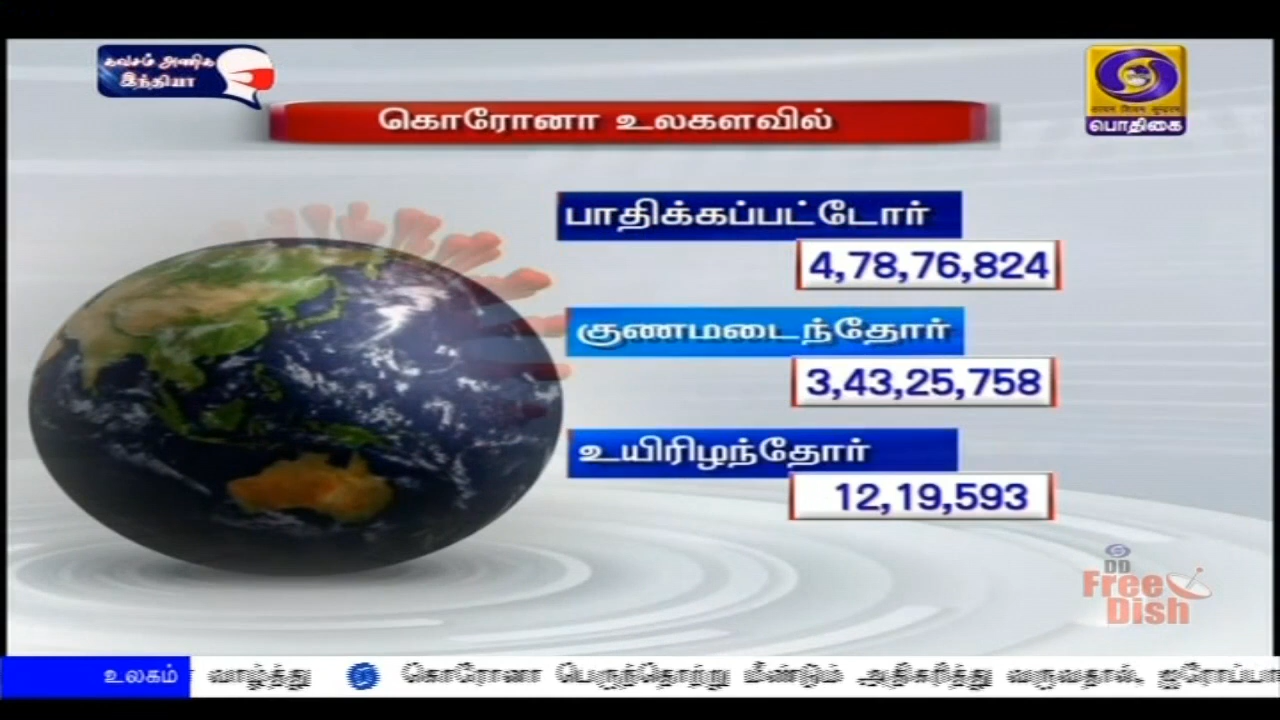 கவசம் அணிக
இந்தியா
கொரோனா உலகளவில்
பொதிகை
பாதிக்கப்பட்டோர்
4,78,76,824
குணமடைந்தோர்
3,43,25,758
உயிரிழந்தோர்
12,19,593
DD
Free
Dish
உலகம் வாழ்த்து கொரோனா பெருந்தொற்று மீண்டும் அதிகரித்து வருவதால், ஐரோப்பா